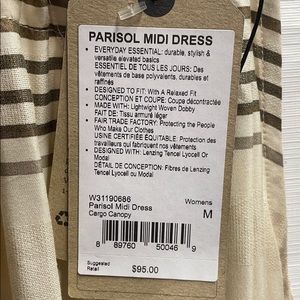 PARISOL MIDI DRESS
• EVERYDAY ESSENTIAL: durable, stylish &
versatile elevated basics
ESSENTIEL DE TOUS LES JOURS: Des
vêtements de base polyvalents, durables et
raffinés
• DESIGNED TO FIT: With A Relaxed Fit
CONCEPTION ET COUPE: Coupe décontractée
• MADE WITH: Lightwight Woven Dobby
FAIT DE: Tissu armuré léger
• FAIR TRADE FACTORY: Protecting the People
Who Make Our Clothes
USINE CERTIFIÉE ÉQUITABLE: Protection des
travailleurs qui fabriquent nos vêtements
• DESIGNED WITH: Lenzing Tencel Lyocell Or
Modal
DÉTAIL DE CONCEPTION: Fibres de Lenzing
Tencel Lyocell ou Modal
W31190686
Womens
Parisol Midi Dress
M
Cargo Canopy
8 89760 50046 9
Suggested
Retail
$95.00